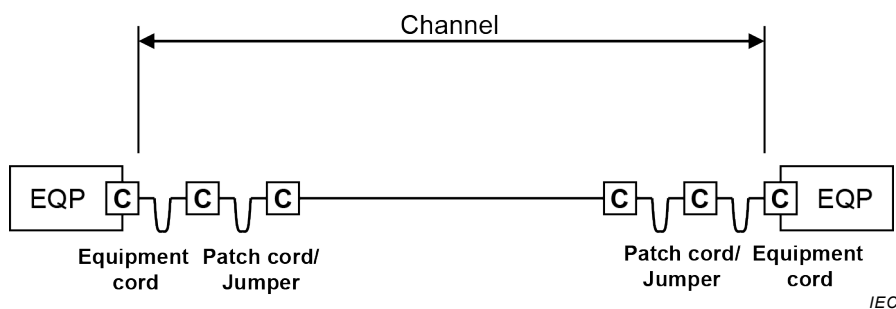 Channel
EQP C C C C C C EQP
Equipment cord
Patch cord/ Jumper
Patch cord/ Jumper
Equipment cord
IEC